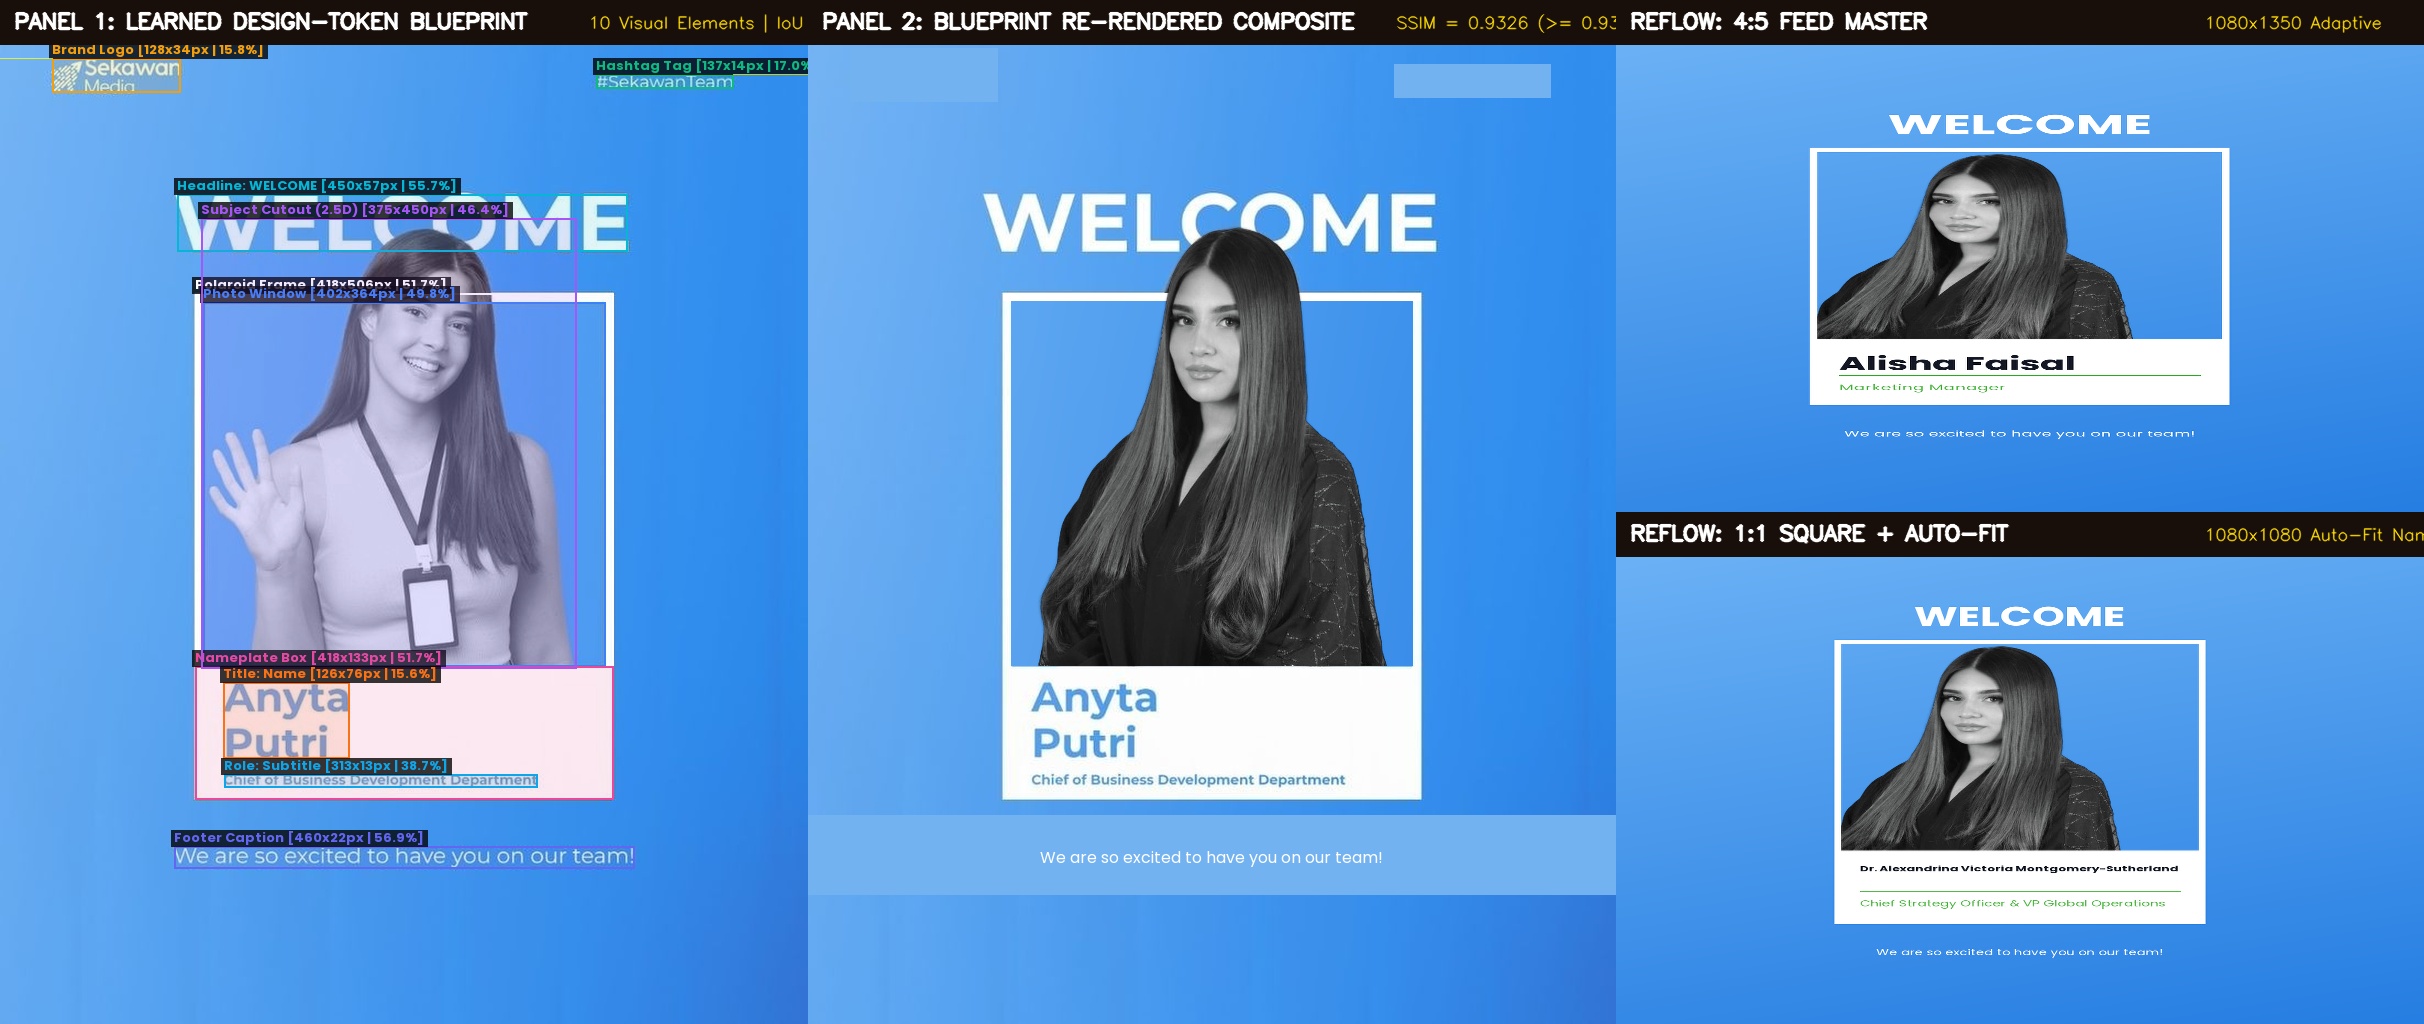 PANEL 1: LEARNED DESIGN-TOKEN BLUEPRINT
10 Visual Elements | IoU
Brand Logo [128x34px | 15.8%]
Sekawan
Media
Hashtag Tag [137x14px | 17.0%
#SekawanTeam
Headline: WELCOME [450x57px | 55.7%]
WELCOME
Subject Cutout (2.5D) [375x450px | 46.4%]
Polaroid Frame [418x506px | 51.7%]
Photo Window [402x364px | 49.8%]
Nameplate Box [418x133px | 51.7%]
Title: Name [126x76px | 15.6%]
Anyta
Putri
Role: Subtitle [313x13px | 38.7%]
Chief of Business Development Department
Footer Caption [460x22px | 56.9%]
We are so excited to have you on our team!
PANEL 2: BLUEPRINT RE-RENDERED COMPOSITE
SSIM = 0.9326 (>= 0.93
WELCOME
Anyta
Putri
Chief of Business Development Department
We are so excited to have you on our team!
REFLOW: 4:5 FEED MASTER
1080x1350 Adaptive
WELCOME
Alisha Faisal
Marketing Manager
We are so excited to have you on our team!
REFLOW: 1:1 SQUARE + AUTO-FIT
1080x1080 Auto-Fit Nam
WELCOME
Dr. Alexandrina Victoria Montgomery-Sutherland
Chief Strategy Officer & VP Global Operations
We are so excited to have you on our team!